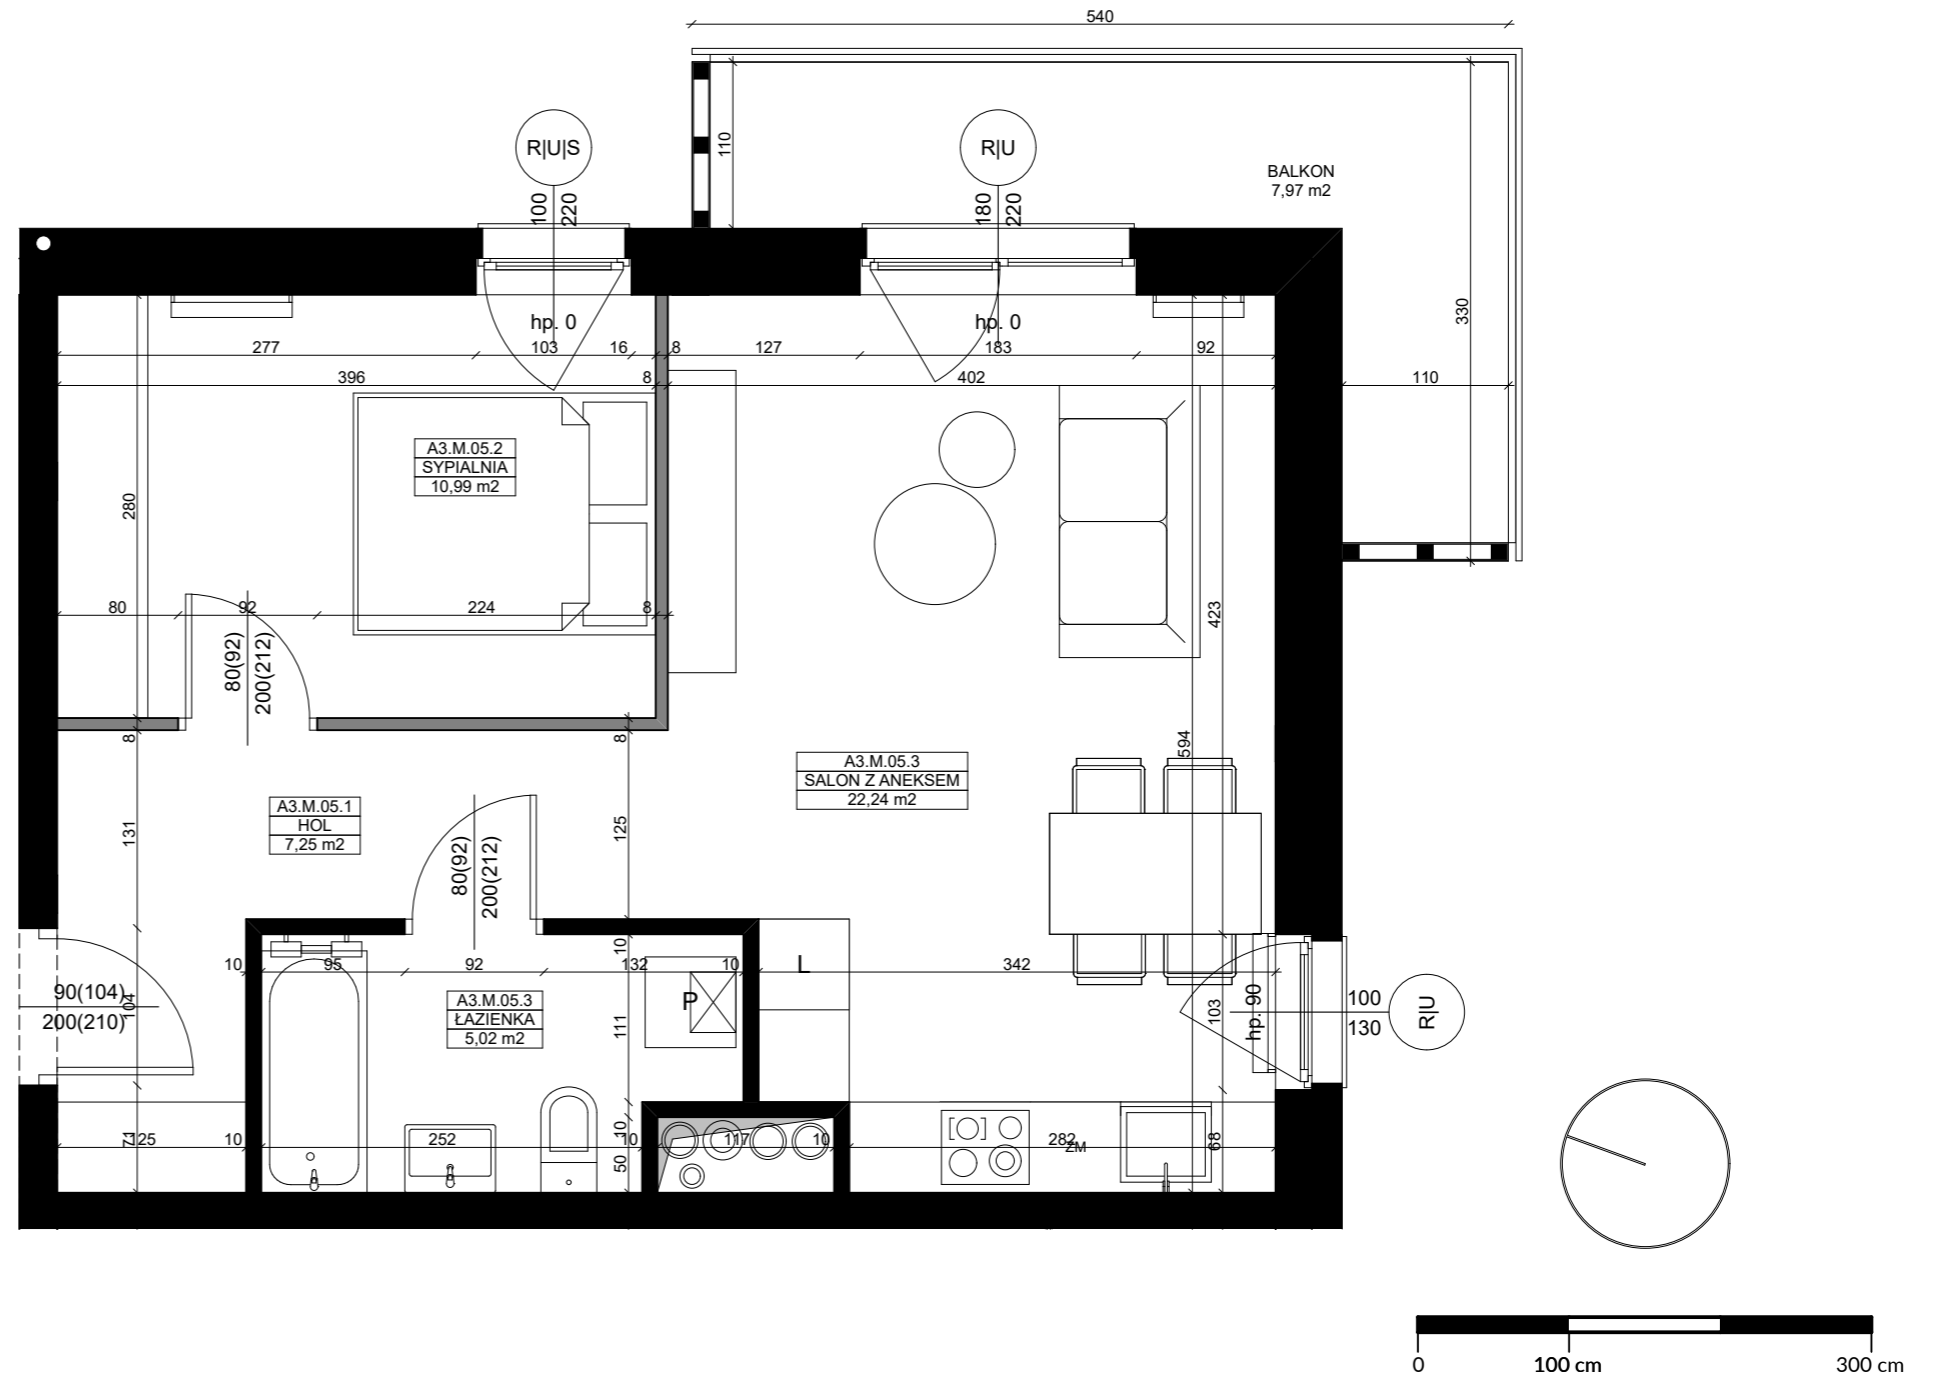 540
R|U|S
R|U
110
BALKON
7,97 m2
100
220
180
220
330
hp. 0
hp. 0
277
103
16
8
127
183
92
396
8
402
110
A3.M.05.2
SYPIALNIA
10,99 m2
280
423
80
92
224
8
80(92)
200(212)
8
8
594
A3.M.05.3
SALON Z ANEKSEM
22,24 m2
A3.M.05.1
HOL
7,25 m2
131
125
80(92)
200(212)
10
95
92
10
132
10
L
342
90(104)
200(210)
104
A3.M.05.3
ŁAZIENKA
5,02 m2
P
111
103
hp. 90
100
130
R|U
71
125
10
252
10
10
50
117
10
282
ZM
68
0
100 cm
300 cm